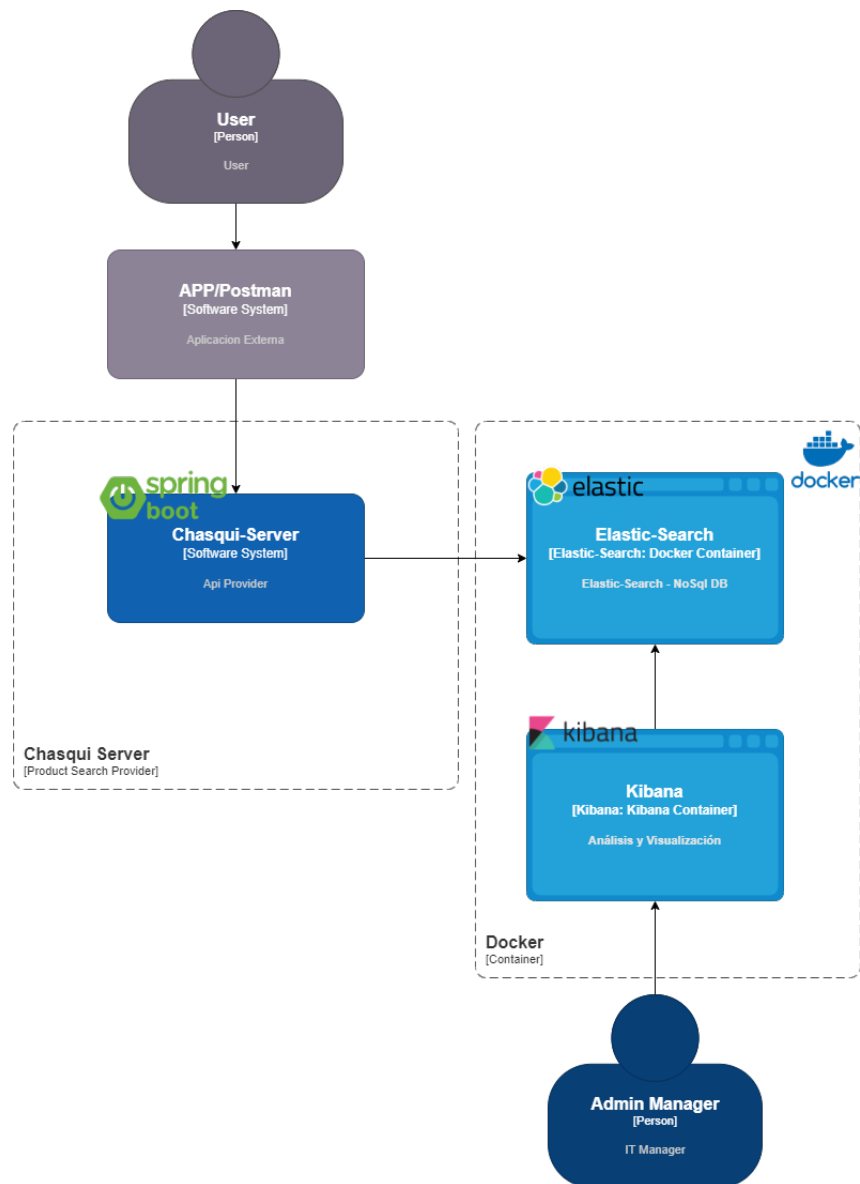 User
[Person]
User
APP/Postman
[Software System]
Aplicacion Externa
spring
boot
Chasqui-Server
[Software System]
Api Provider
Chasqui Server
[Product Search Provider]
docker
elastic
Elastic-Search
[Elastic-Search: Docker Container]
Elastic-Search - NoSql DB
kibana
Kibana
[Kibana: Kibana Container]
Análisis y Visualización
Docker
[Container]
Admin Manager
[Person]
IT Manager